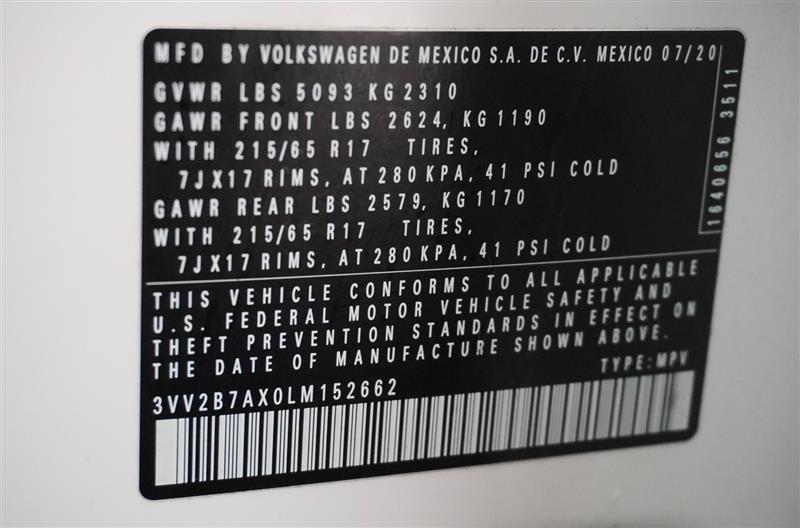 MFD BY VOLKSWAGEN DE MEXICO S.A. DE C.V. MEXICO 07/20
GVWR LBS 5093 KG 2310
GAWR FRONT LBS 2624, KG 1190
WITH 215/65 R17 TIRES,
7JX17 RIMS, AT 280 KPA, 41 PSI COLD
GAWR REAR LBS 2579, KG 1170
WITH 215/65 R17 TIRES,
7JX17 RIMS, AT 280 KPA, 41 PSI COLD
1640656 3511
THIS VEHICLE CONFORMS TO ALL APPLICABLE
U.S. FEDERAL MOTOR VEHICLE SAFETY AND
THEFT PREVENTION STANDARDS IN EFFECT ON
THE DATE OF MANUFACTURE SHOWN ABOVE.
TYPE: MPV
3VV2B7AX0LM152662